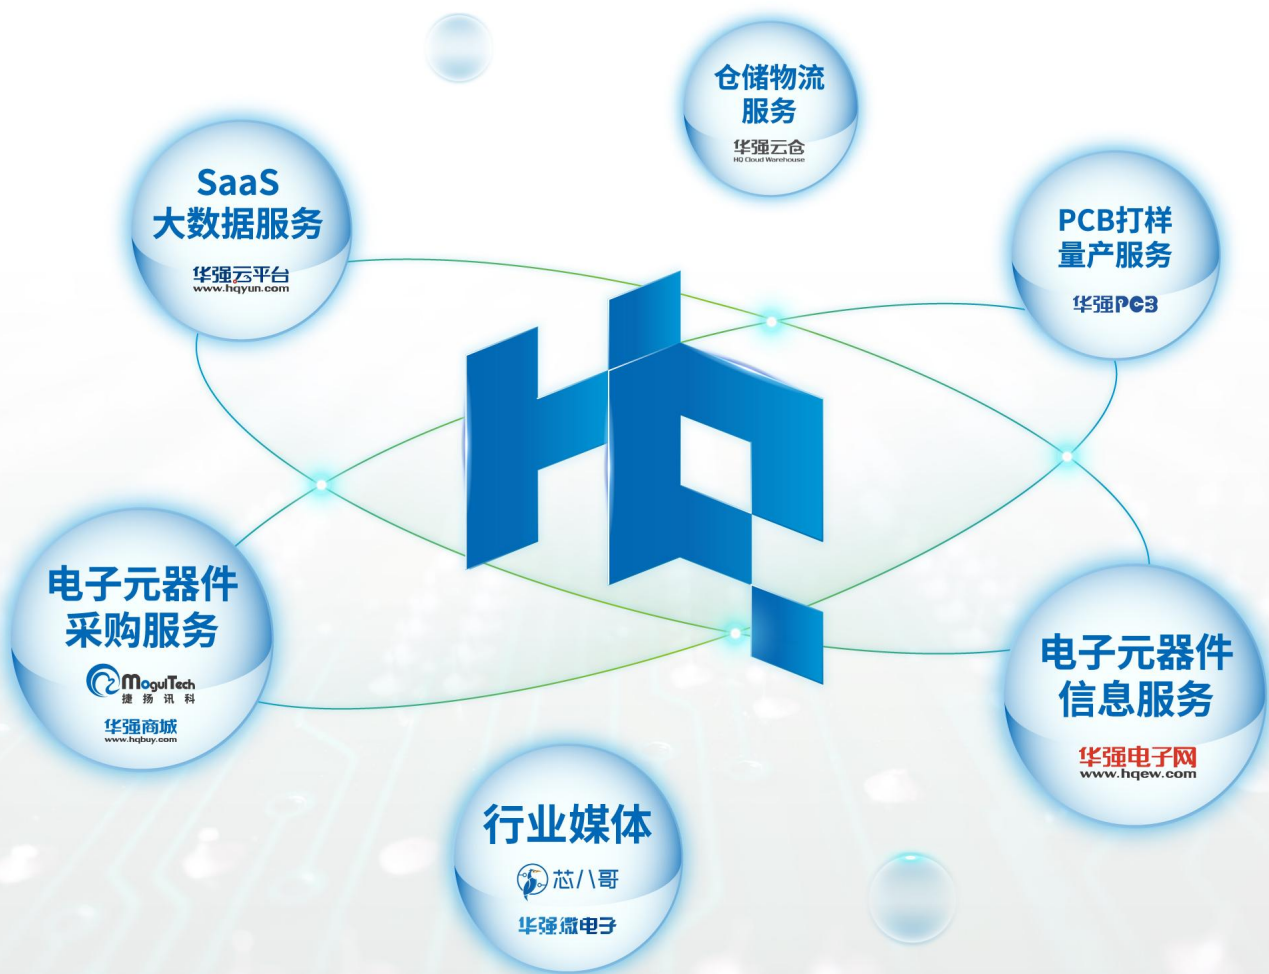 仓储物流
服务
华强云仓
HQ Cloud Warehouse
SaaS
大数据服务
华强云平台
www.hqyun.com
PCB打样
量产服务
华强PCB
HQ
电子元器件
采购服务
MogulTech
捷扬讯科
华强商城
www.hqbuy.com
电子元器件
信息服务
华强电子网
www.hqew.com
行业媒体
芯八哥
华强微电子